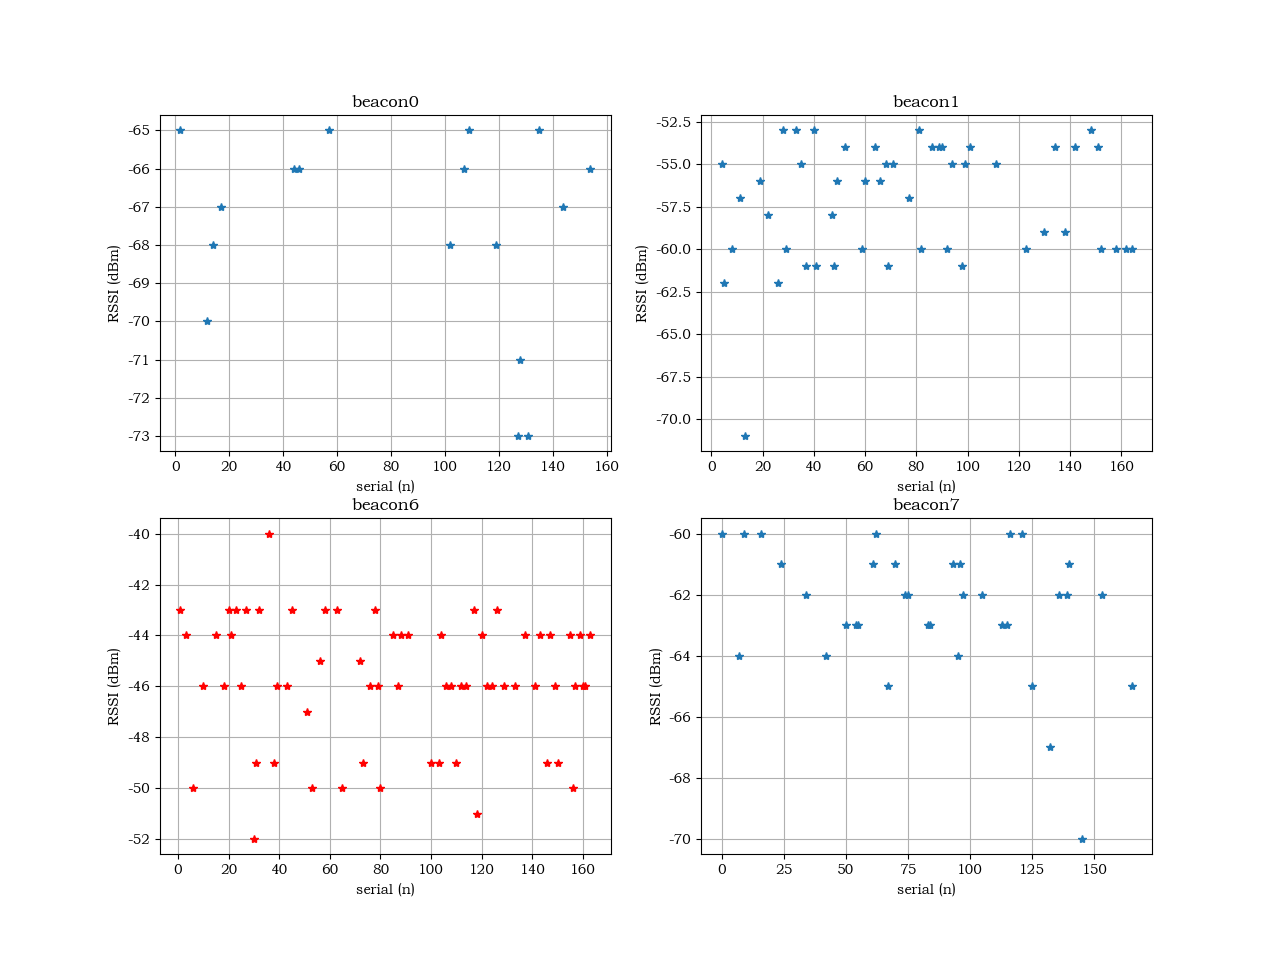 beacon0
-65
-66
-67
-68
-69
-70
-71
-72
-73
RSSI (dBm)
0 20 40 60 80 100 120 140 160
serial (n)
beacon1
-52.5
-55.0
-57.5
-60.0
-62.5
-65.0
-67.5
-70.0
RSSI (dBm)
0 20 40 60 80 100 120 140 160
serial (n)
beacon6
-40
-42
-44
-46
-48
-50
-52
RSSI (dBm)
0 20 40 60 80 100 120 140 160
serial (n)
beacon7
-60
-62
-64
-66
-68
-70
RSSI (dBm)
0 25 50 75 100 125 150
serial (n)